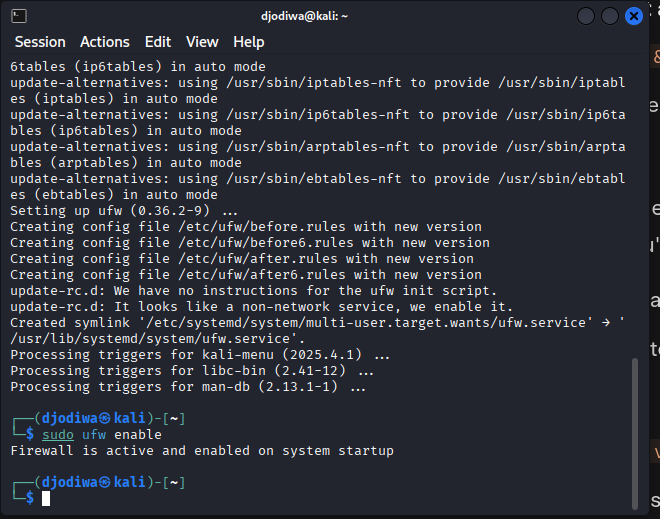 djodiwa@kali: ~
Session Actions Edit View Help
6tables (ip6tables) in auto mode
update-alternatives: using /usr/sbin/iptables-nft to provide /usr/sbin/iptabl
es (iptables) in auto mode
update-alternatives: using /usr/sbin/ip6tables-nft to provide /usr/sbin/ip6ta
bles (ip6tables) in auto mode
update-alternatives: using /usr/sbin/arptables-nft to provide /usr/sbin/arpta
bles (arptables) in auto mode
update-alternatives: using /usr/sbin/ebtables-nft to provide /usr/sbin/ebtabl
es (ebtables) in auto mode
Setting up ufw (0.36.2-9) ...
Creating config file /etc/ufw/before.rules with new version
Creating config file /etc/ufw/before6.rules with new version
Creating config file /etc/ufw/after.rules with new version
Creating config file /etc/ufw/after6.rules with new version
update-rc.d: We have no instructions for the ufw init script.
update-rc.d: It looks like a non-network service, we enable it.
Created symlink '/etc/systemd/system/multi-user.target.wants/ufw.service' → '
/usr/lib/systemd/system/ufw.service'.
Processing triggers for kali-menu (2025.4.1) ...
Processing triggers for libc-bin (2.41-12) ...
Processing triggers for man-db (2.13.1-1) ...
┌──(djodiwa㉿kali)-[~]
└─$ sudo ufw enable
Firewall is active and enabled on system startup
┌──(djodiwa㉿kali)-[~]
└─$